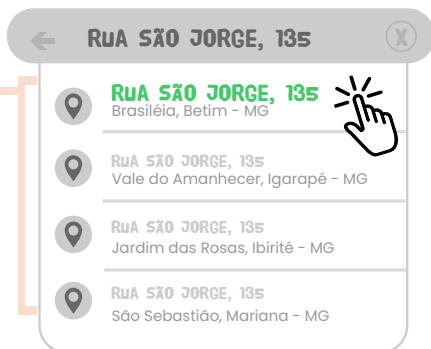 RUA SÃO JORGE, 135
X
RUA SÃO JORGE, 135
Brasiléia, Betim - MG
RUA SÃO JORGE, 135
Vale do Amanhecer, Igarapé - MG
RUA SÃO JORGE, 135
Jardim das Rosas, Ibirité - MG
RUA SÃO JORGE, 135
São Sebastião, Mariana - MG